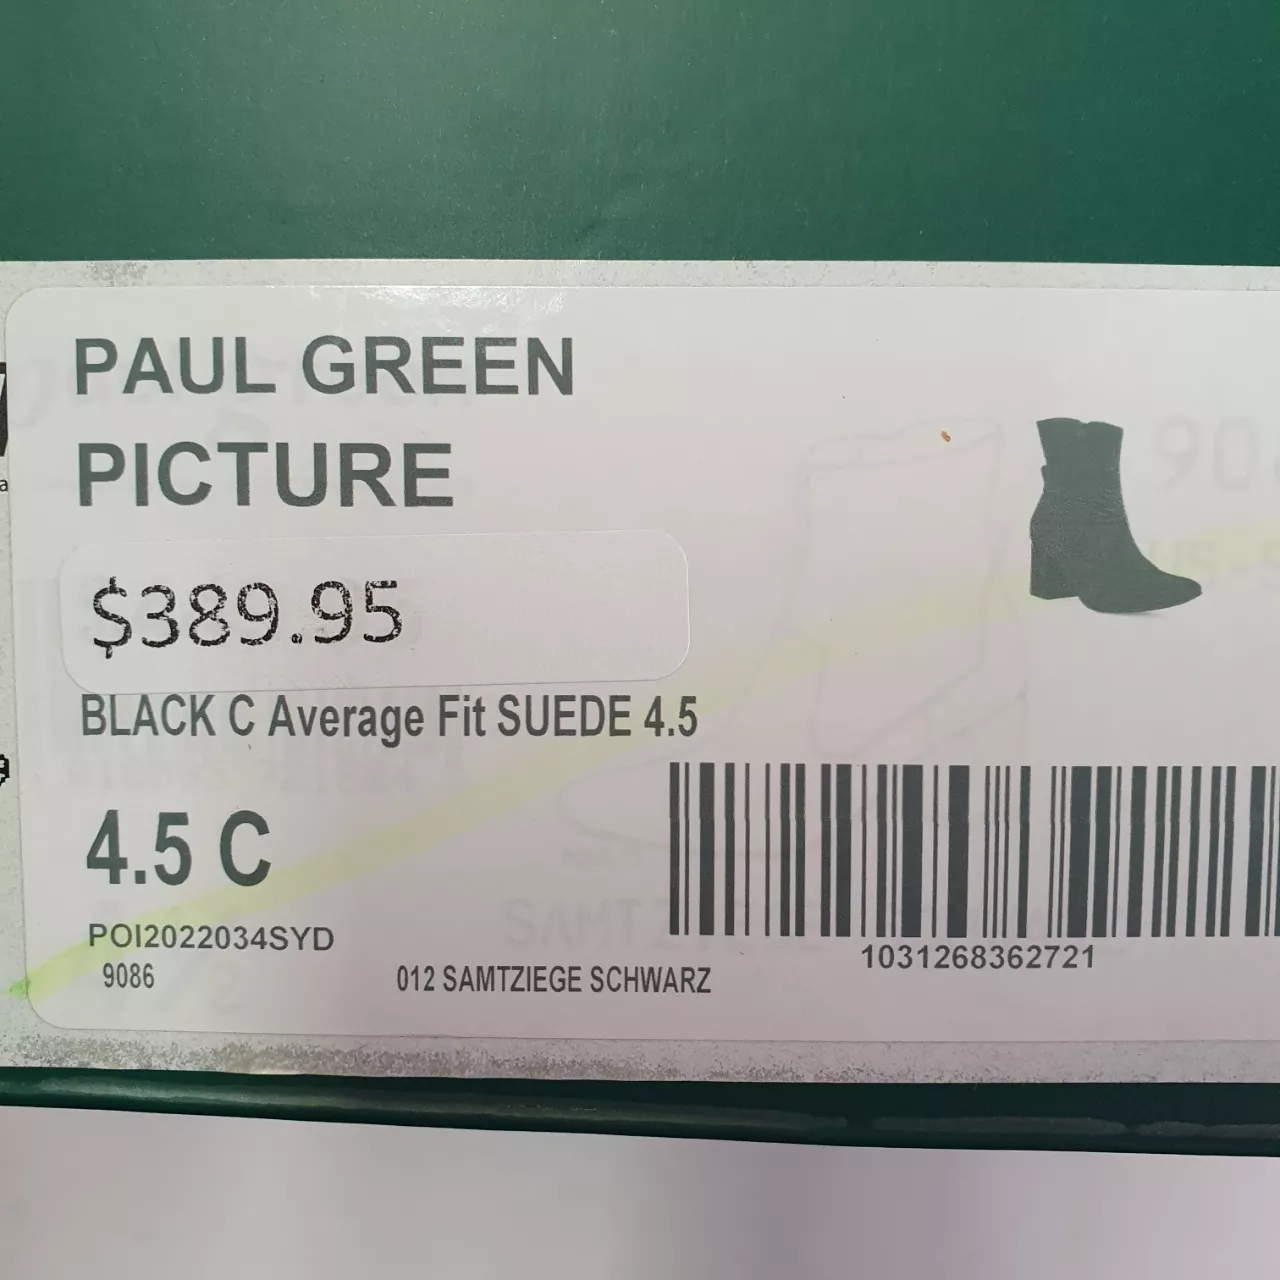 PAUL GREEN
PICTURE
$389.95
BLACK C Average Fit SUEDE 4.5
4.5 C
POI2022034SYD
9086
012 SAMTZIEGE SCHWARZ
1031268362721